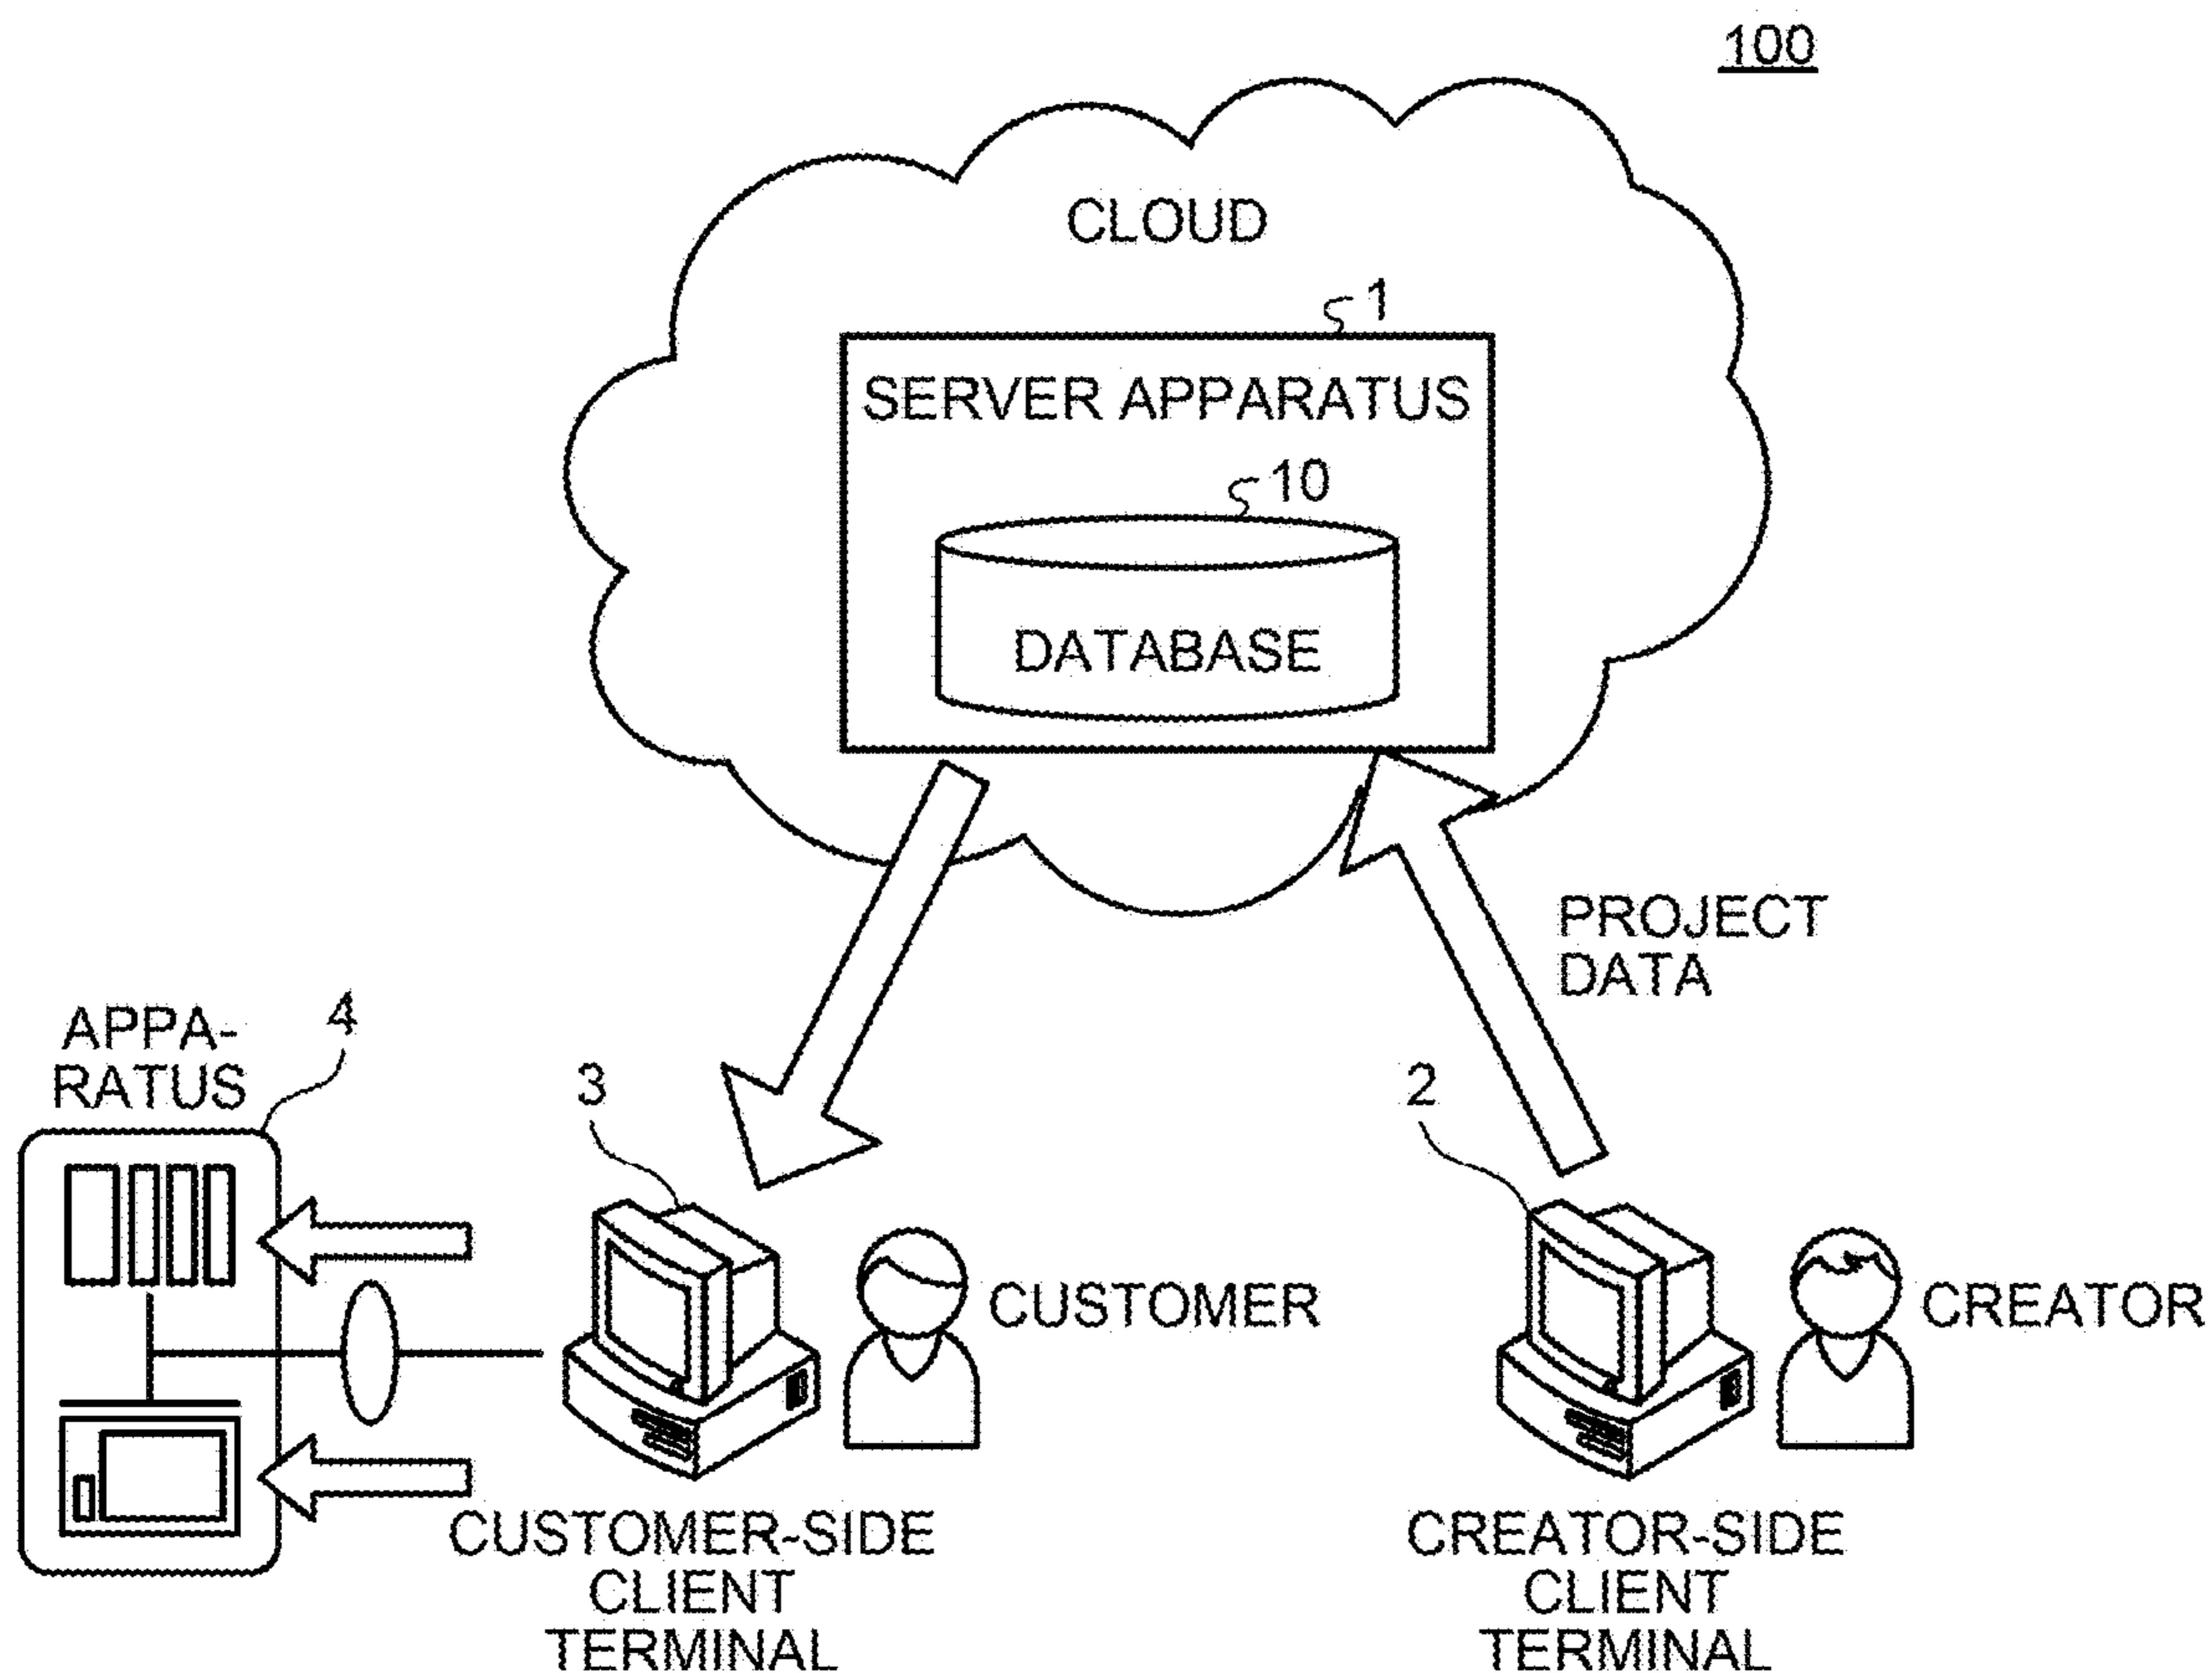 100
CLOUD
1
SERVER APPARATUS
10
DATABASE
PROJECT
DATA
APPA-
RATUS
4
3
2
CUSTOMER
CREATOR
CUSTOMER-SIDE
CLIENT
TERMINAL
CREATOR-SIDE
CLIENT
TERMINAL